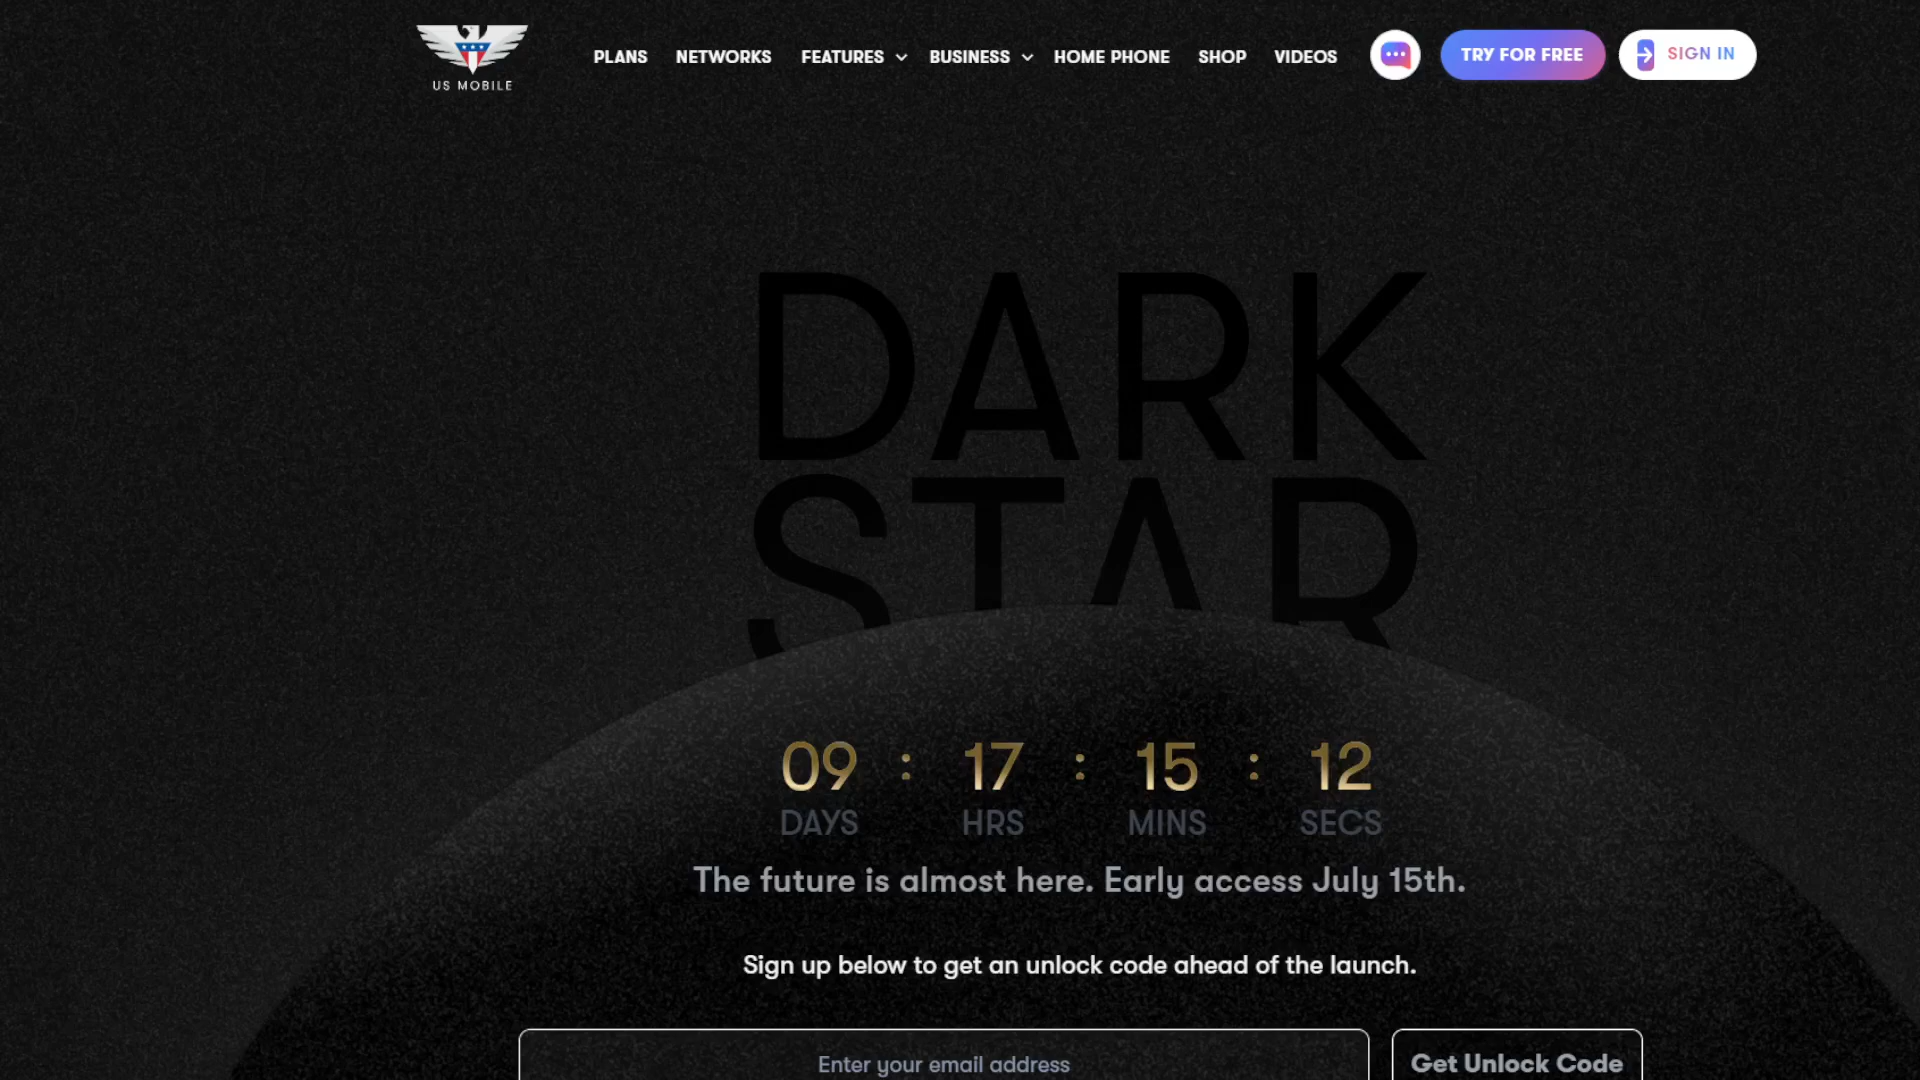 US MOBILE
PLANS NETWORKS FEATURES BUSINESS HOME PHONE SHOP VIDEOS TRY FOR FREE SIGN IN
DARK
STAR
09 : 17 : 15 : 12
DAYS HRS MINS SECS
The future is almost here. Early access July 15th.
Sign up below to get an unlock code ahead of the launch.
Enter your email address Get Unlock Code